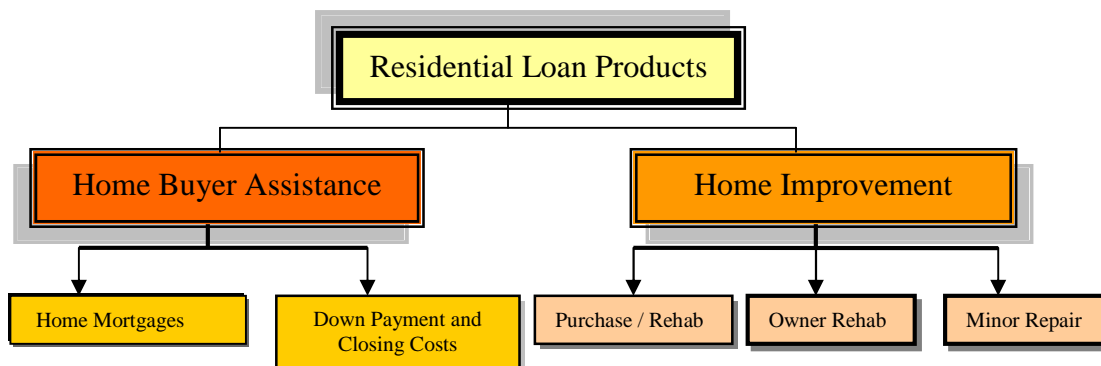 Residential Loan Products
Home Buyer Assistance
Home Improvement
Home Mortgages
Down Payment and
Closing Costs
Purchase / Rehab
Owner Rehab
Minor Repair